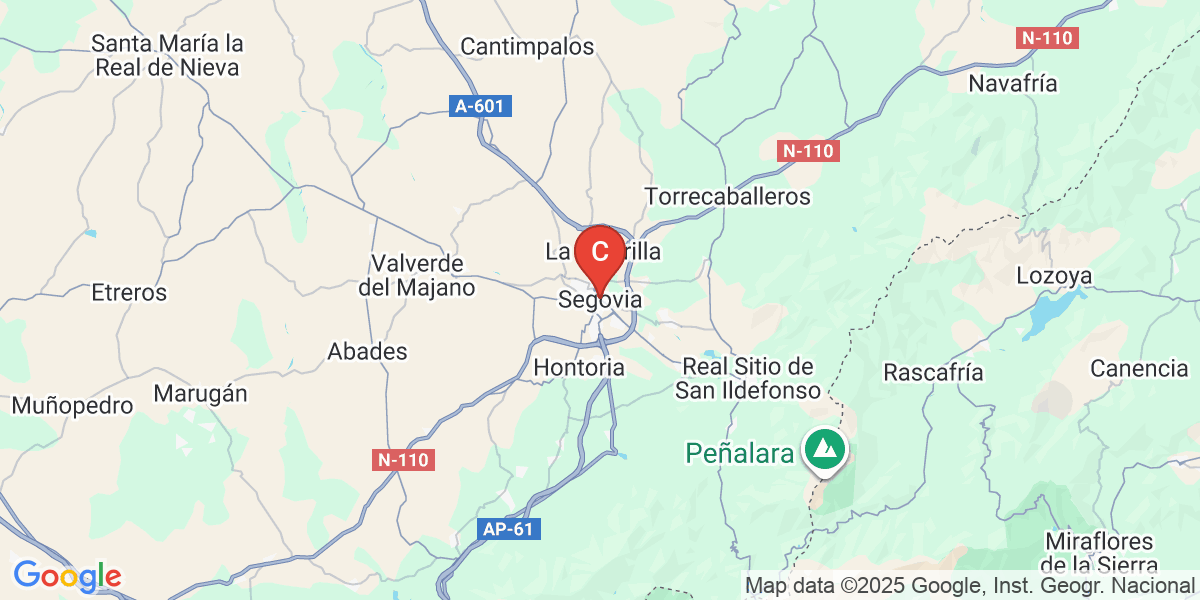 Santa María la
Real de Nieva
Cantimpalos
N-110
Navafría
A-601
N-110
Torrecaballeros
La
rilla
C
Valverde
del Majano
Lozoya
Etreros
Segovia
Abades
Hontoria
Real Sitio de
San Ildefonso
Rascafría
Canencia
Marugán
Muñopedro
Peñalara
N-110
AP-61
Miraflores
de la Sierra
Google
Map data ©2025 Google, Inst. Geogr. Nacional